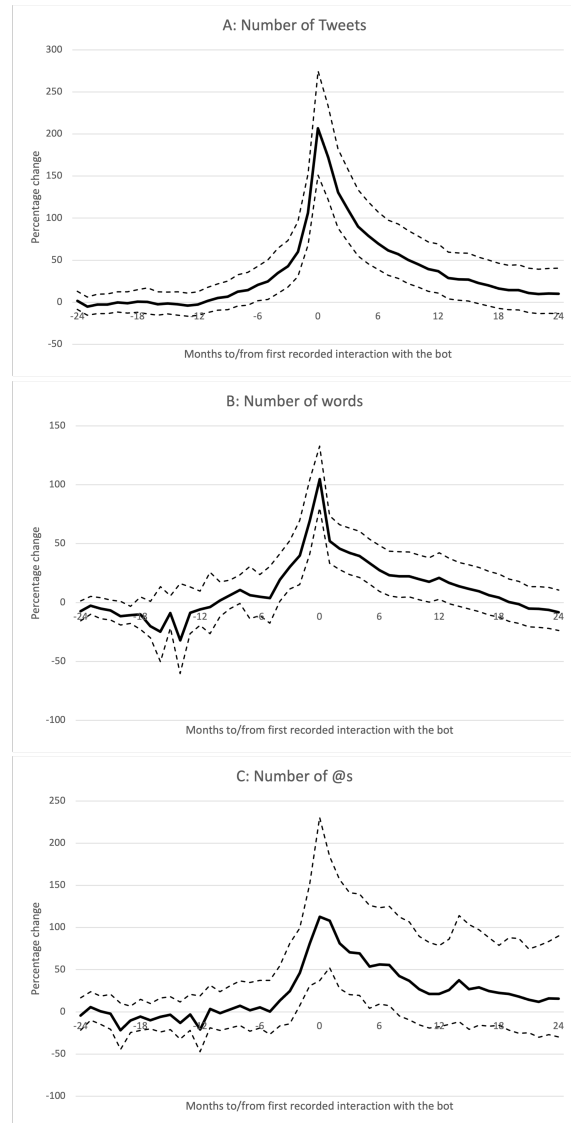 A: Number of Tweets
300
250
200
150
100
50
0
-50
Percentage change
-24 -18 -12 -6 0 6 12 18 24
Months to/from first recorded interaction with the bot
B: Number of words
150
100
50
0
-50
-100
Percentage change
-24 -18 -12 -6 0 6 12 18 24
Months to/from first recorded interaction with the bot
C: Number of @s
250
200
150
100
50
0
-50
-100
Percentage change
-24 -18 -12 -6 0 6 12 18 24
Months to/from first recorded interaction with the bot